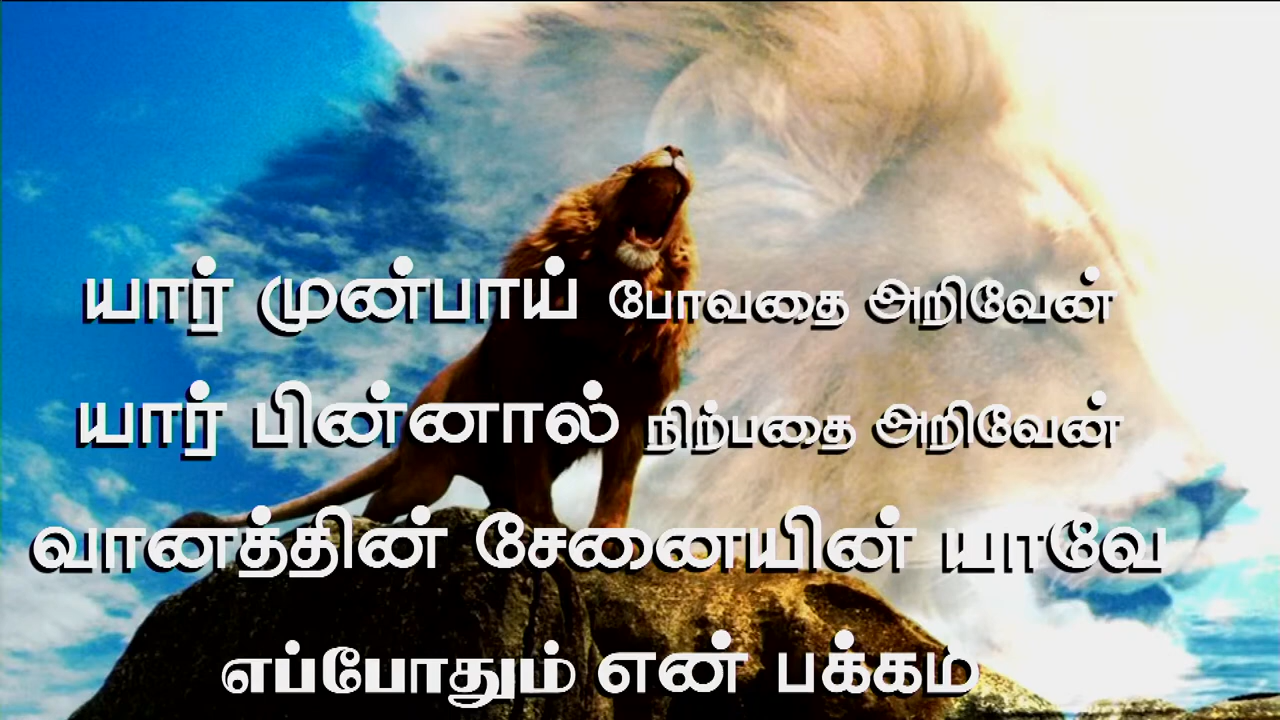 யார் முன்பாய் போவதை அறிவேன்
யார் பின்னால் நிற்பதை அறிவேன்
வானத்தின் சேனையின் யாவே
எப்போதும் என் பக்கம்